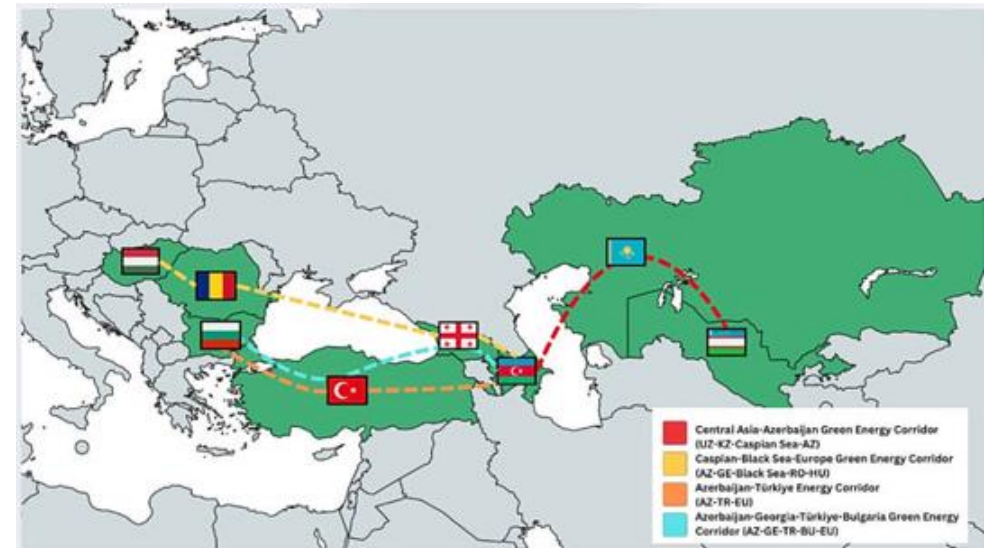 Central Asia-Azerbaijan Green Energy Corridor
(UZ-KZ-Caspian Sea-AZ)
Caspian-Black Sea-Europe Green Energy Corridor
(AZ-GE-Black Sea-RO-HU)
Azerbaijan-Türkiye Energy Corridor
(AZ-TR-EU)
Azerbaijan-Georgia-Türkiye-Bulgaria Green Energy
Corridor (AZ-GE-TR-BU-EU)